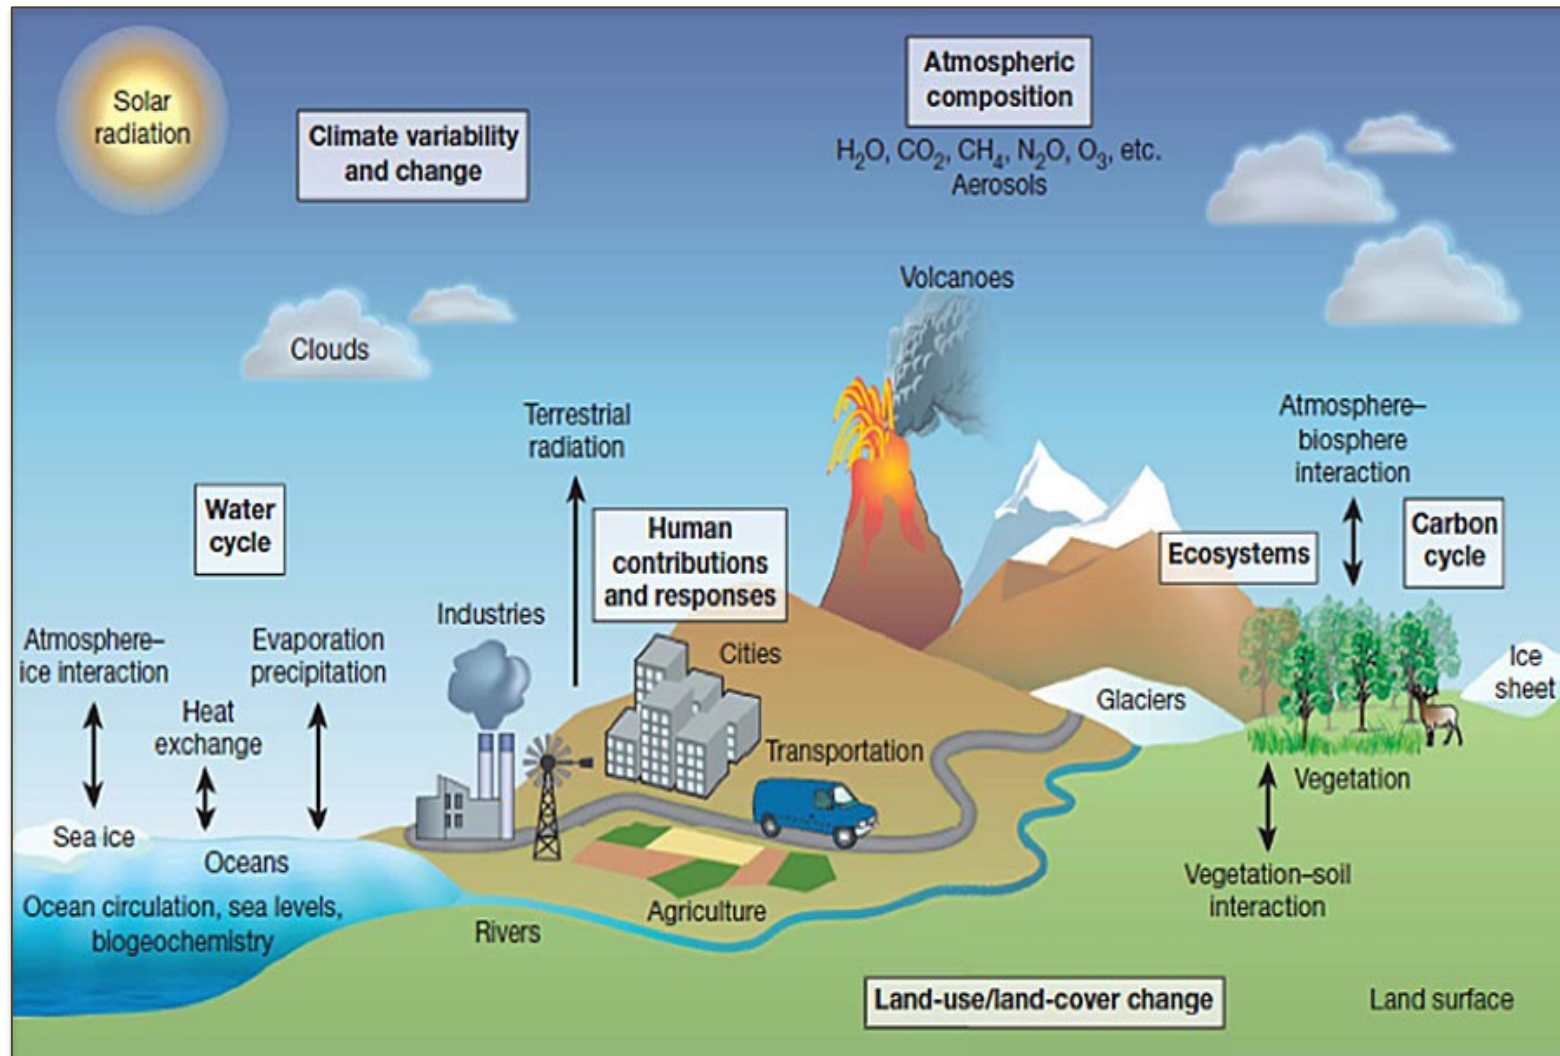 Solar
radiation
Climate variability
and change
Atmospheric
composition
H₂O, CO₂, CH₄, N₂O, O₃, etc.
Aerosols
Volcanoes
Clouds
Terrestrial
radiation
Atmosphere–
biosphere
interaction
Water
cycle
Human
contributions
and responses
Ecosystems
Carbon
cycle
Industries
Atmosphere–
ice interaction
Evaporation
precipitation
Heat
exchange
Cities
Transportation
Glaciers
Ice
sheet
Vegetation
Sea ice
Oceans
Ocean circulation, sea levels,
biogeochemistry
Rivers
Agriculture
Vegetation–soil
interaction
Land-use/land-cover change
Land surface